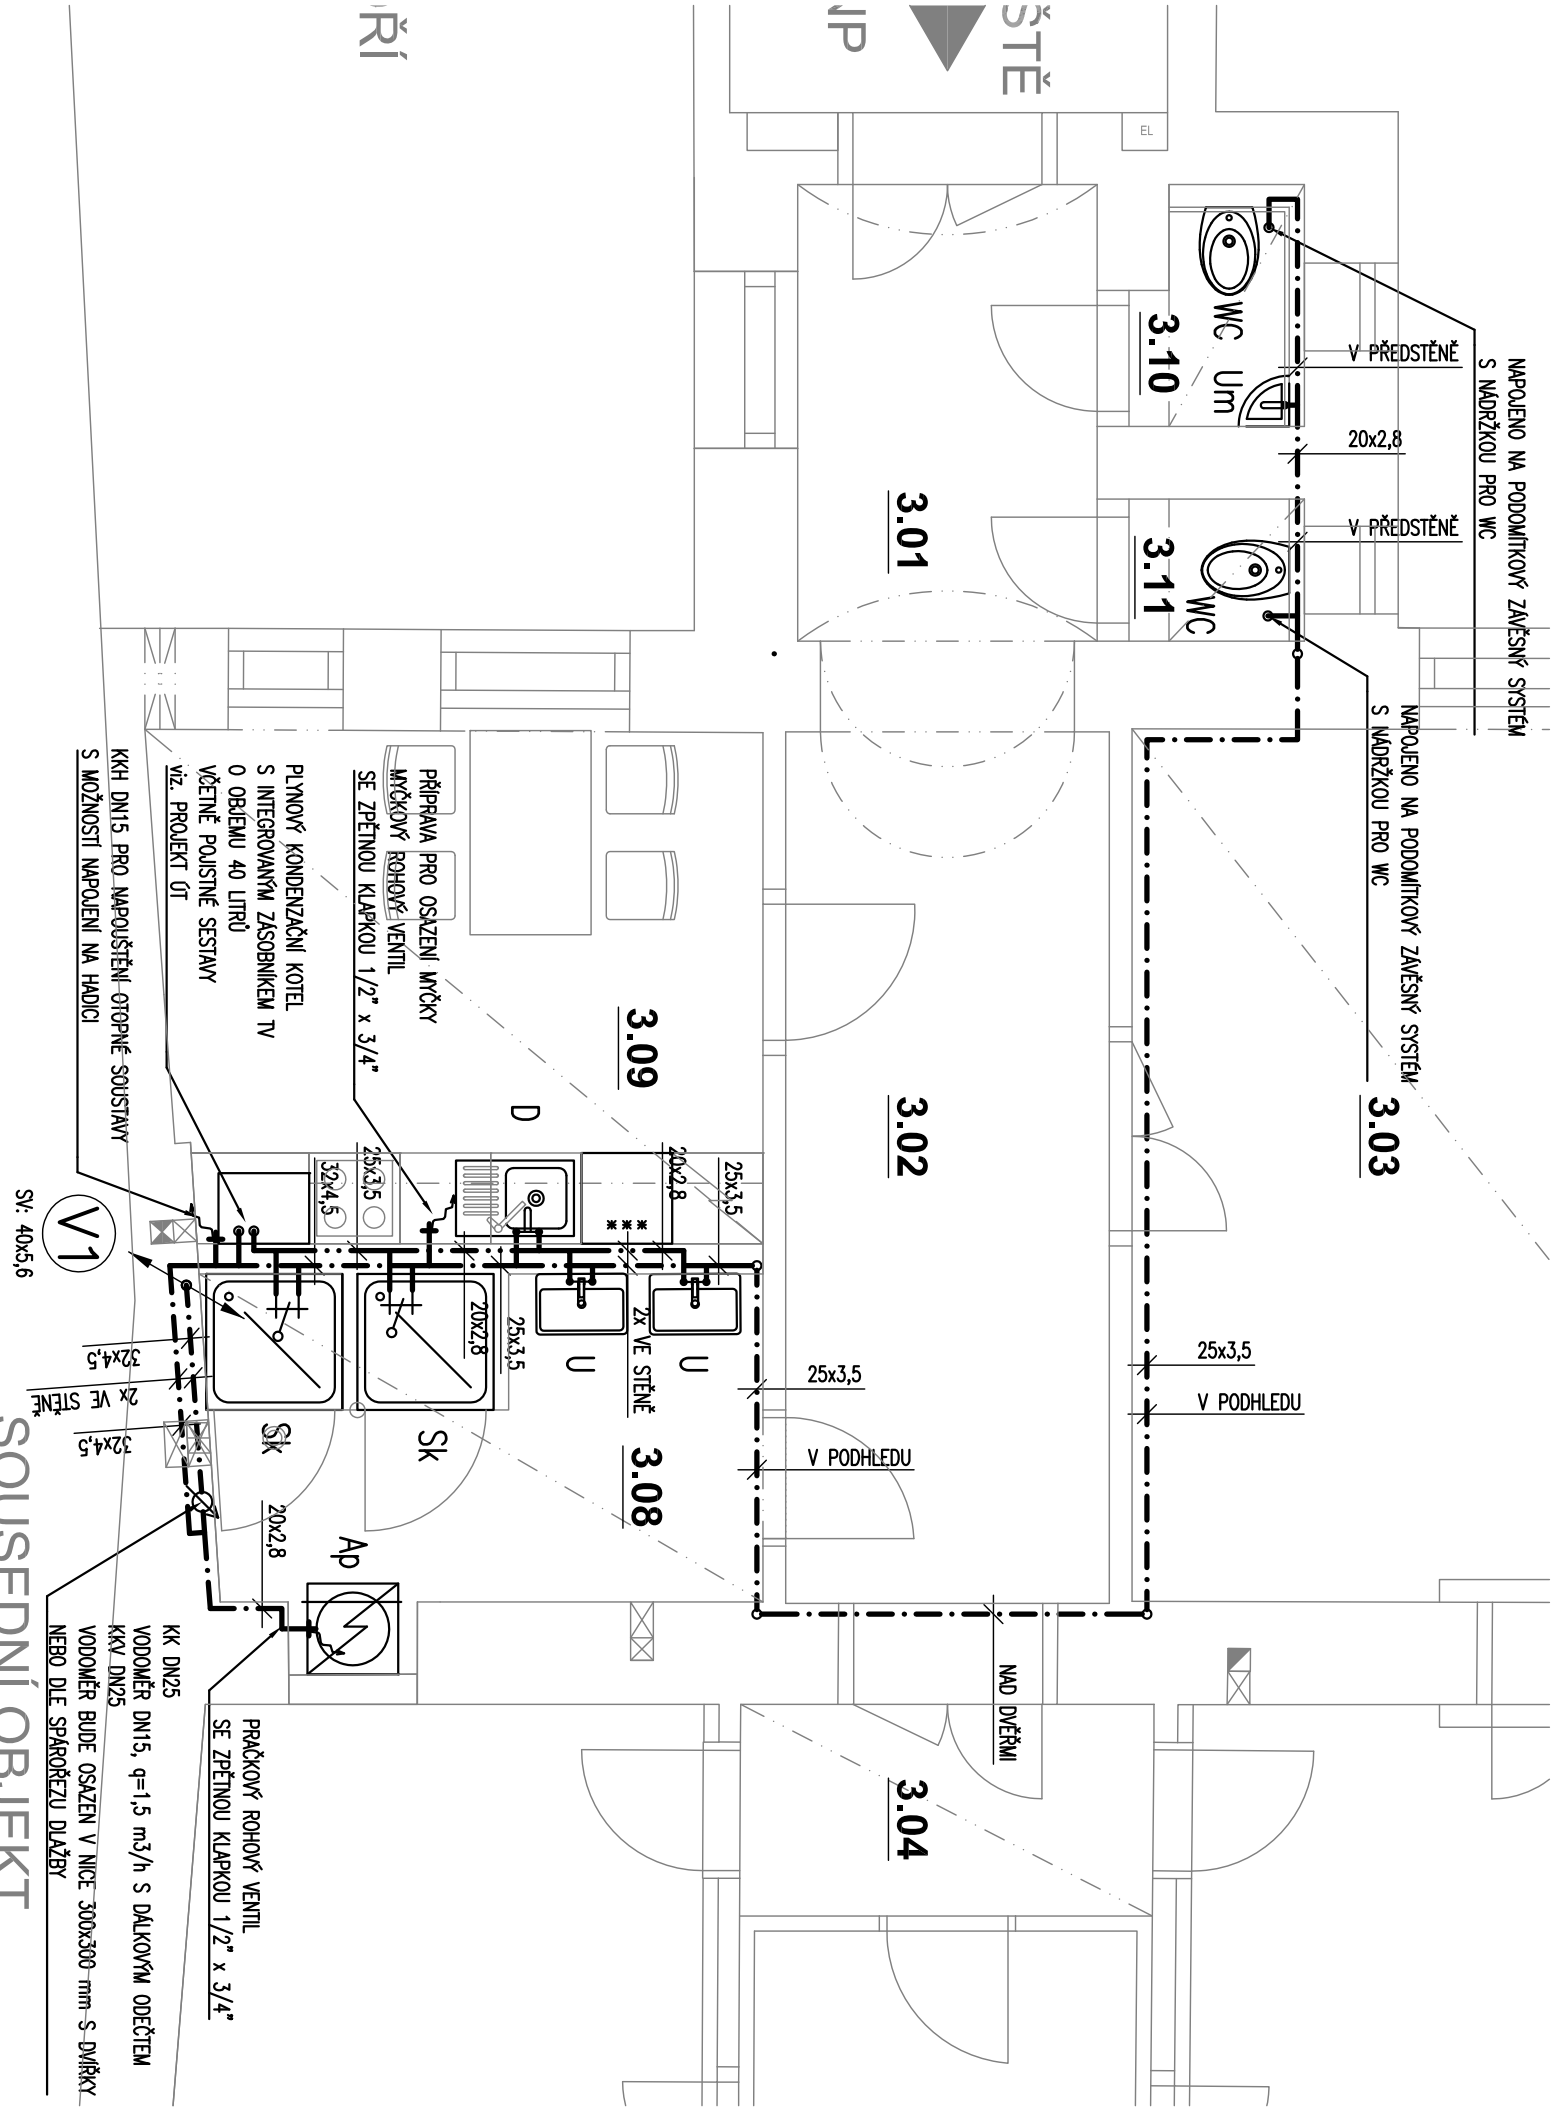 NAPOJENO NA PODOMÍTKOVÝ ZÁVĚSNÝ SYSTÉM
S NÁDRŽKOU PRO WC
V PŘEDSTĚNĚ
20x2,8
V PŘEDSTĚNĚ
EL
WC
Um
3.10
3.11
WC
NAPOJENO NA PODOMÍTKOVÝ ZÁVĚSNÝ SYSTÉM
S NÁDRŽKOU PRO WC
3.03
3.01
3.02
25x3,5
V PODHLEDU
25x3,5
V PODHLEDU
NAD DVĚRMI
3.04
3.09
PŘÍPRAVA PRO OSAZENÍ MYČKY
MYČKOVÝ ROHOVÝ VENTIL
SE ZPĚTNOU KLAPKOU 1/2" x 3/4"
PLYNOVÝ KONDENZAČNÍ KOTEL
S INTEGROVANÝM ZÁSOBNÍKEM TV
O OBJEMU 40 LITRŮ
VČETNĚ POJISTNÉ SESTAVY
viz. PROJEKT ÚT
KKH DN15 PRO NAPOUŠTĚNÍ OTOPNÉ SOUSTAVY
S MOŽNOSTÍ NAPOJENÍ NA HADICI
D
25x3,5
20x2,8
25x3,5
32x4,5
***
V1
SV: 40x5,6
2x VE STĚNĚ
25x3,5
20x2,8
U
U
Sk
Sk
3.08
32x4,5
2x VE STĚNĚ
32x4,5
20x2,8
Ap
PRAČKOVÝ ROHOVÝ VENTIL
SE ZPĚTNOU KLAPKOU 1/2" x 3/4"
KK DN25
VODOMĚR DN15, q=1,5 m3/h S DÁLKOVÝM ODEČTEM
KKV DN25
VODOMĚR BUDE OSAZEN V NICE 300x300 mm S DVÍŘKY
NEBO DLE SPÁROŘEZU DLAŽBY
SOUSEDNÍ OBJEKT